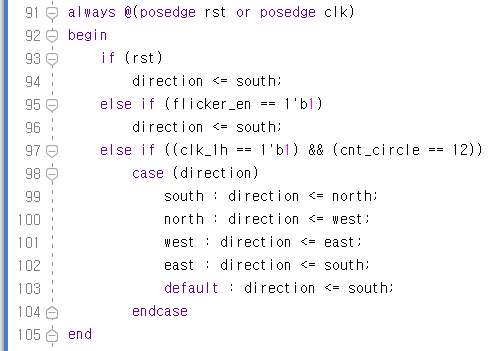 91 always @(posedge rst or posedge clk)
92 begin
93 if (rst)
94 direction <= south;
95 else if (flicker_en == 1'b1)
96 direction <= south;
97 else if ((clk_1h == 1'b1) && (cnt_circle == 12))
98 case (direction)
99 south : direction <= north;
100 north : direction <= west;
101 west : direction <= east;
102 east : direction <= south;
103 default : direction <= south;
104 endcase
105 end